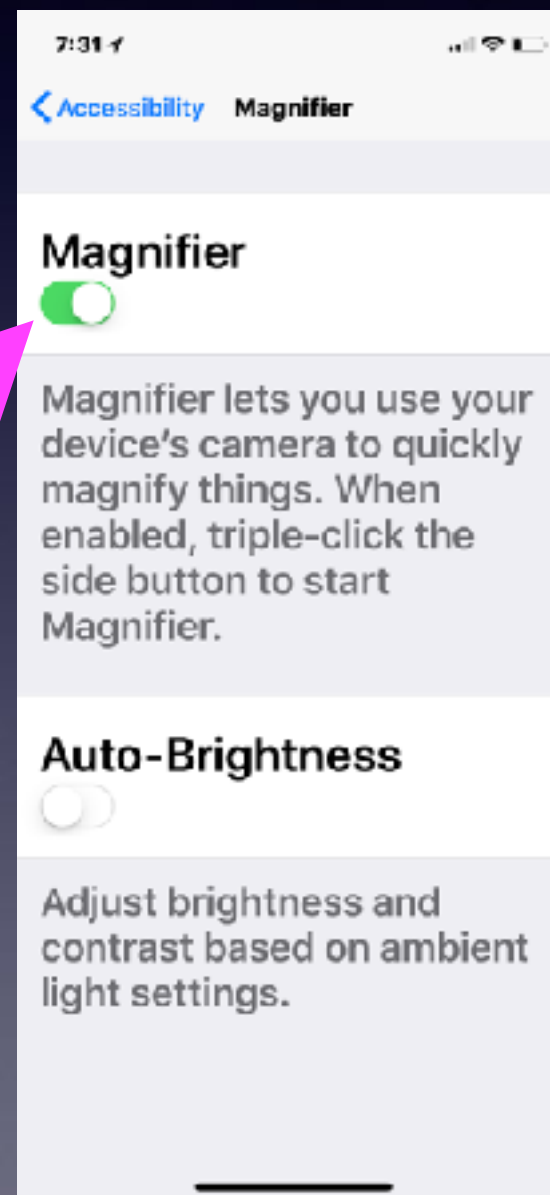 7:31
Accessibility Magnifier
Magnifier
Magnifier lets you use your
device's camera to quickly
magnify things. When
enabled, triple-click the
side button to start
Magnifier.
Auto-Brightness
Adjust brightness and
contrast based on ambient
light settings.